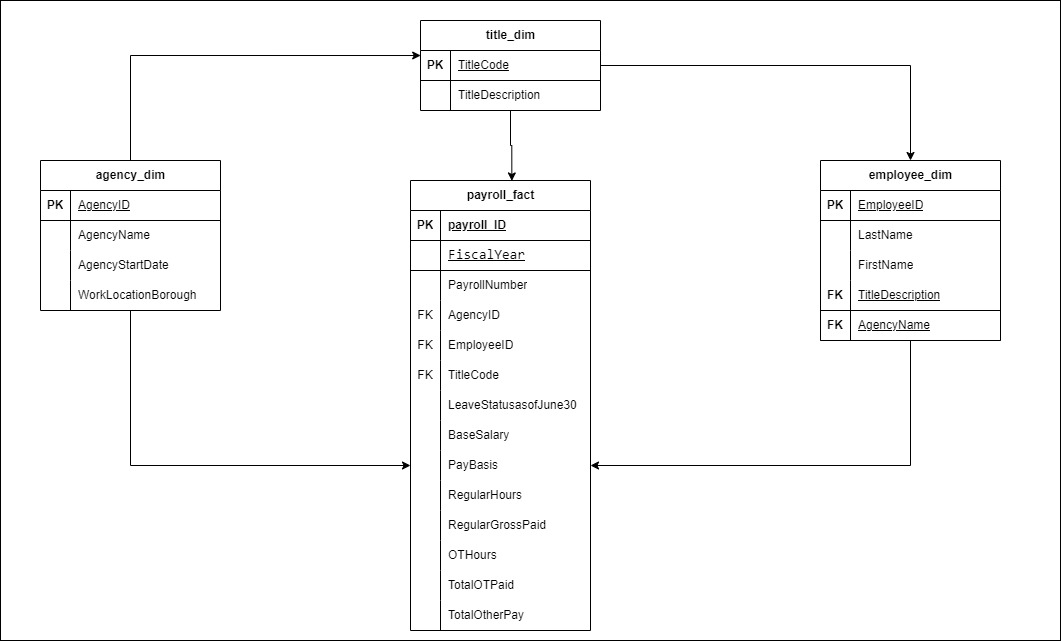 title_dim
PK TitleCode
TitleDescription
agency_dim
PK AgencyID
AgencyName
AgencyStartDate
WorkLocationBorough
payroll_fact
PK payroll_ID
FiscalYear
PayrollNumber
FK AgencyID
FK EmployeeID
FK TitleCode
LeaveStatusasofJune30
BaseSalary
PayBasis
RegularHours
RegularGrossPaid
OTHours
TotalOTPaid
TotalOtherPay
employee_dim
PK EmployeeID
LastName
FirstName
FK TitleDescription
FK AgencyName